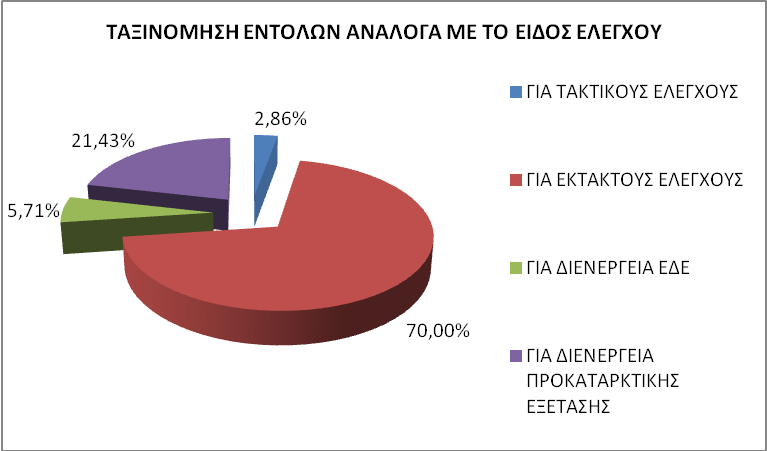 ΤΑΞΙΝΟΜΗΣΗ ΕΝΤΟΛΩΝ ΑΝΑΛΟΓΑ ΜΕ ΤΟ ΕΙΔΟΣ ΕΛΕΓΧΟΥ
2,86%
21,43%
5,71%
70,00%
ΓΙΑ ΤΑΚΤΙΚΟΥΣ ΕΛΕΓΧΟΥΣ
ΓΙΑ ΕΚΤΑΚΤΟΥΣ ΕΛΕΓΧΟΥΣ
ΓΙΑ ΔΙΕΝΕΡΓΕΙΑ ΕΔΕ
ΓΙΑ ΔΙΕΝΕΡΓΕΙΑ
ΠΡΟΚΑΤΑΡΚΤΙΚΗΣ
ΕΞΕΤΑΣΗΣ